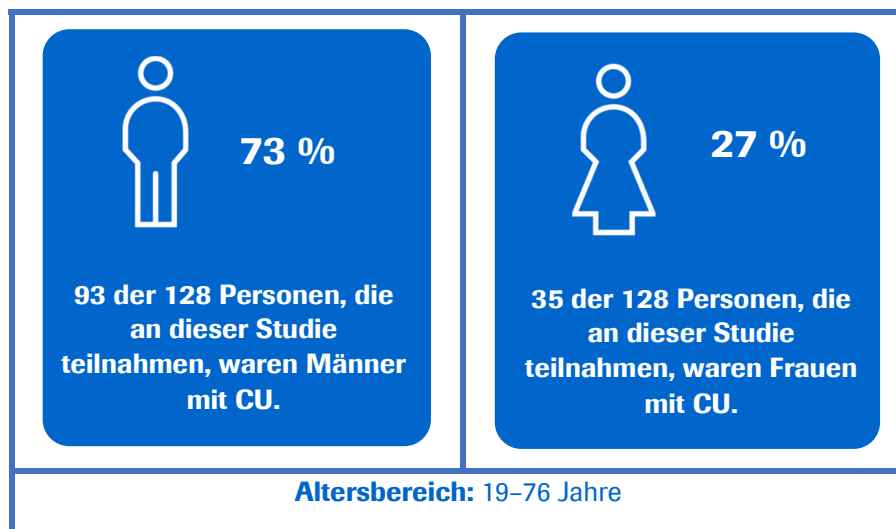 73 %
93 der 128 Personen, die
an dieser Studie
teilnahmen, waren Männer
mit CU.
27 %
35 der 128 Personen, die
an dieser Studie
teilnahmen, waren Frauen
mit CU.
Altersbereich: 19–76 Jahre